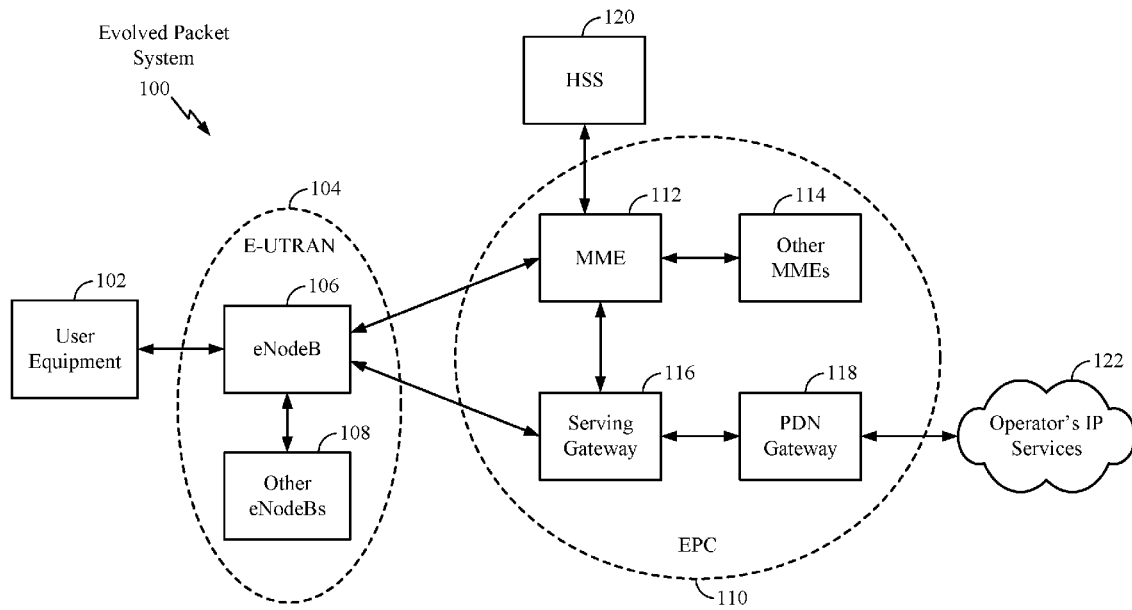 Evolved Packet
System
100
120
HSS
104
E-UTRAN
112
MME
114
Other
MMEs
102
User
Equipment
106
eNodeB
108
Other
eNodeBs
116
Serving
Gateway
118
PDN
Gateway
122
Operator's IP
Services
EPC
110